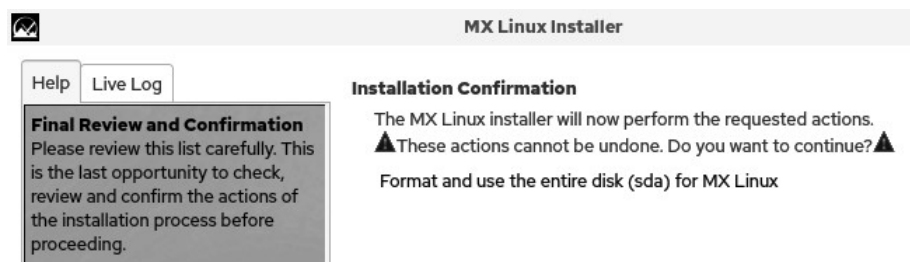 MX Linux Installer
Help
Live Log
Final Review and Confirmation
Please review this list carefully. This
is the last opportunity to check,
review and confirm the actions of
the installation process before
proceeding.
Installation Confirmation
The MX Linux installer will now perform the requested actions.
These actions cannot be undone. Do you want to continue?
Format and use the entire disk (sda) for MX Linux